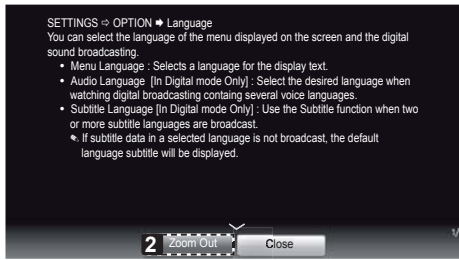 SETTINGS ⇨ OPTION ➡ Language
You can select the language of the menu displayed on the screen and the digital
sound broadcasting.
• Menu Language : Selects a language for the display text.
• Audio Language [In Digital mode Only] : Select the desired language when
watching digital broadcasting containg several voice languages.
• Subtitle Language [In Digital mode Only] : Use the Subtitle function when two
or more subtitle languages are broadcast.
✎ If subtitle data in a selected language is not broadcast, the default
language subtitle will be displayed.
2 Zoom Out Close